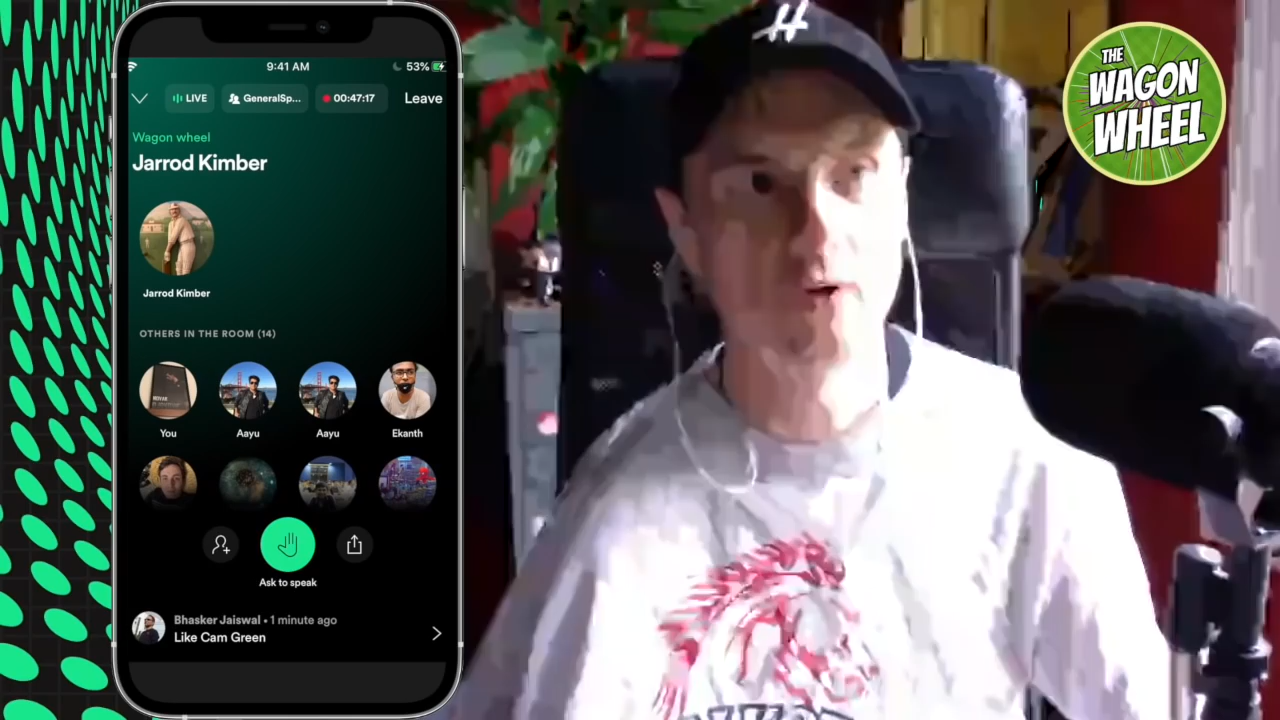 9:41 AM
53%
LIVE
GeneralSp...
00:47:17
Leave
Wagon wheel
Jarrod Kimber
Jarrod Kimber
OTHERS IN THE ROOM (14)
You
Aayu
Aayu
Ekanth
Ask to speak
Bhasker Jaiswal • 1 minute ago
Like Cam Green
H
THE
WAGON
WHEEL